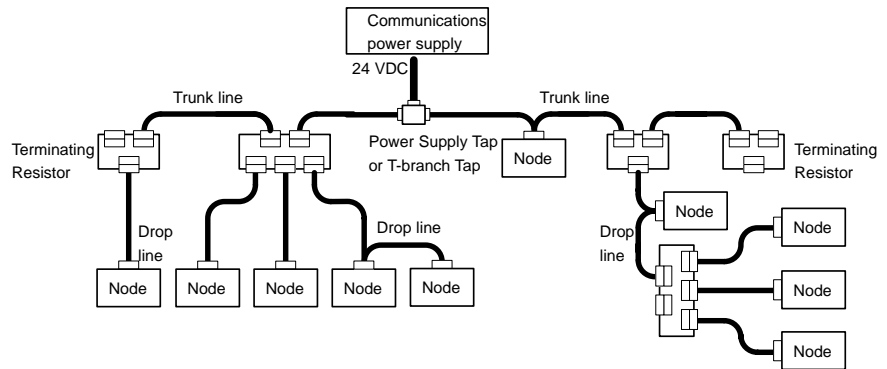 Communications
power supply
24 VDC
Trunk line
Trunk line
Terminating
Resistor
Power Supply Tap
or T-branch Tap
Node
Terminating
Resistor
Drop
line
Drop line
Node
Drop
line
Node
Node
Node
Node
Node
Node
Node
Node